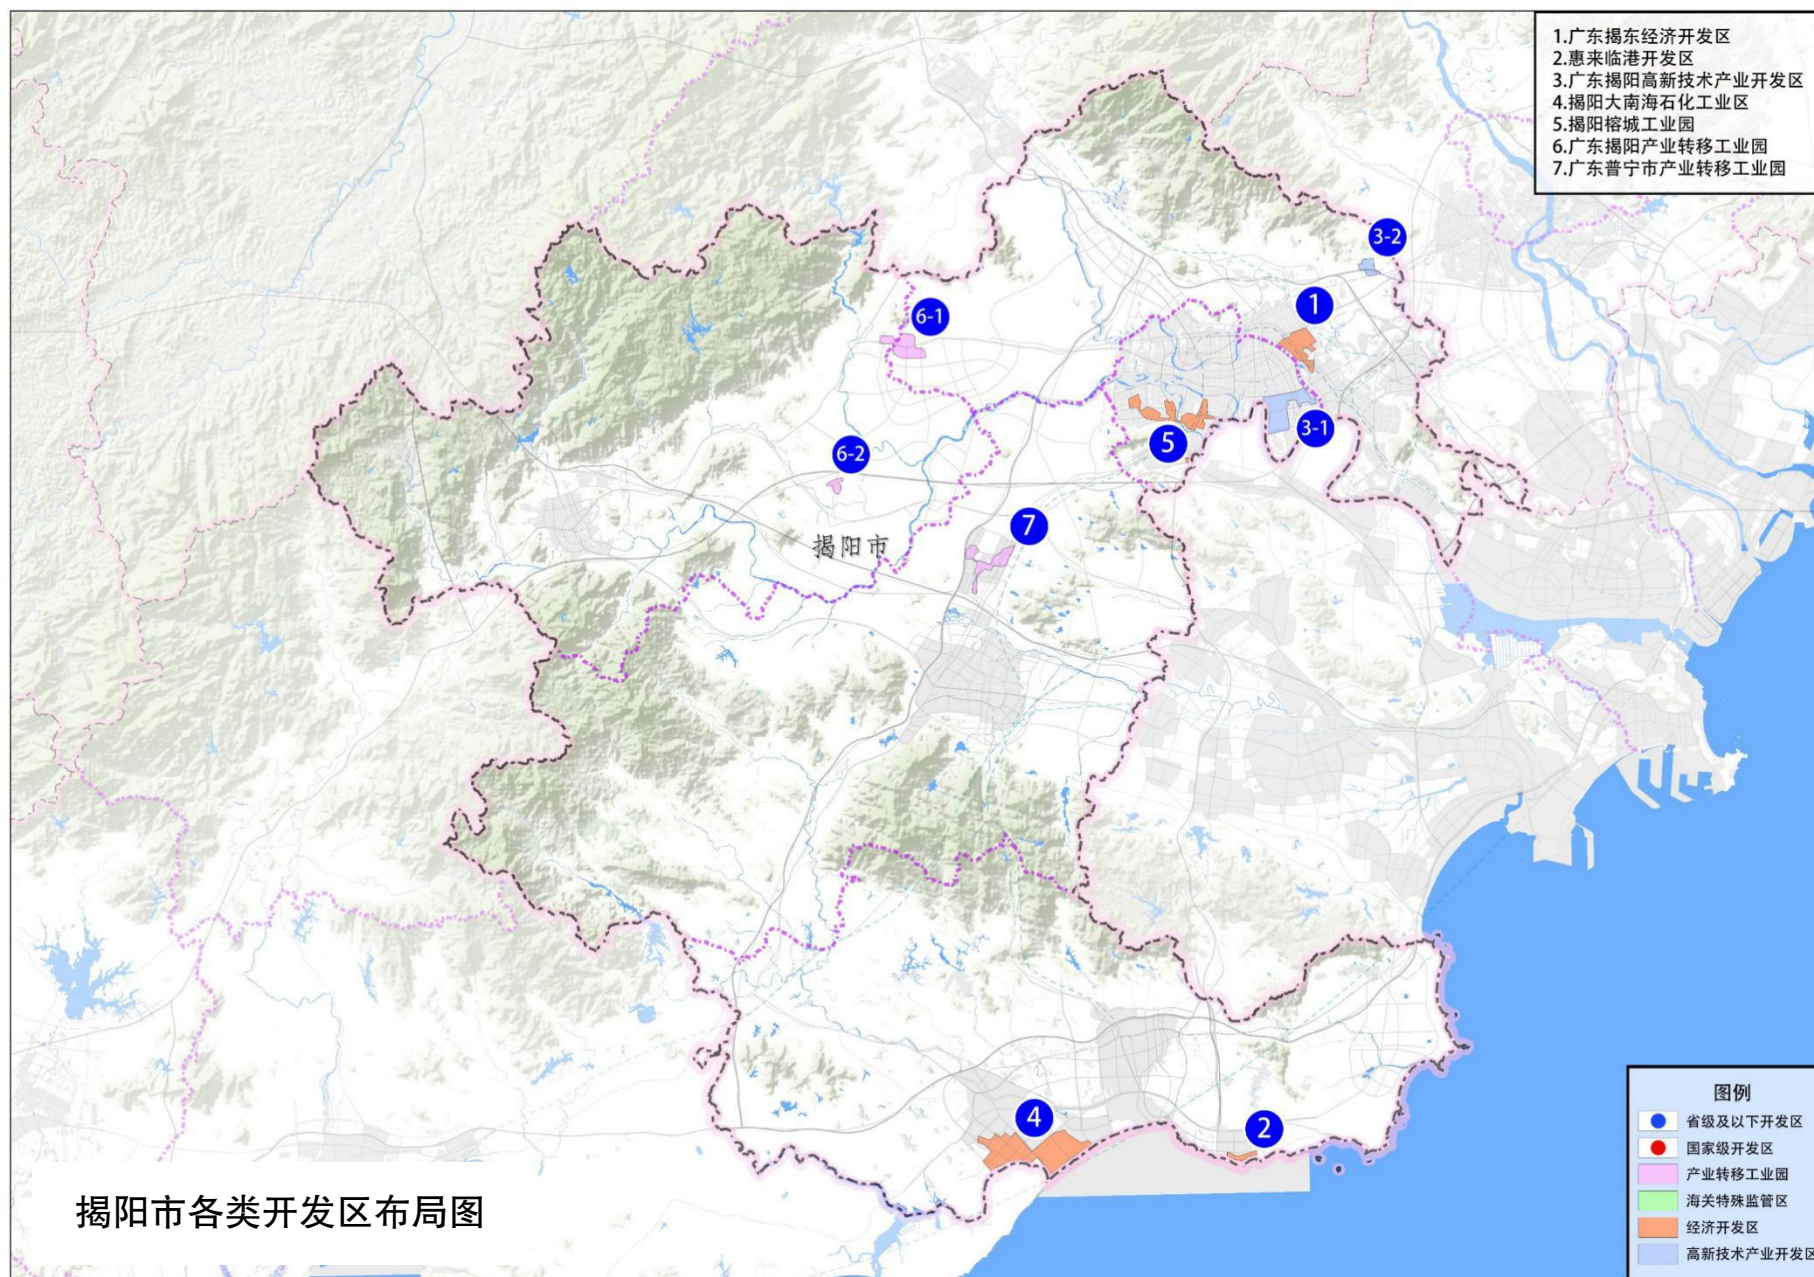 1.广东揭东经济开发区
2.惠来临港开发区
3.广东揭阳高新技术产业开发区
4.揭阳大南海石化工业区
5.揭阳榕城工业园
6.广东揭阳产业转移工业园
7.广东普宁市产业转移工业园
3-2
1
6-1
3-1
5
6-2
7
揭阳市
4
2
图例
省级及以下开发区
国家级开发区
产业转移工业园
海关特殊监管区
经济开发区
高新技术产业开发区
揭阳市各类开发区布局图